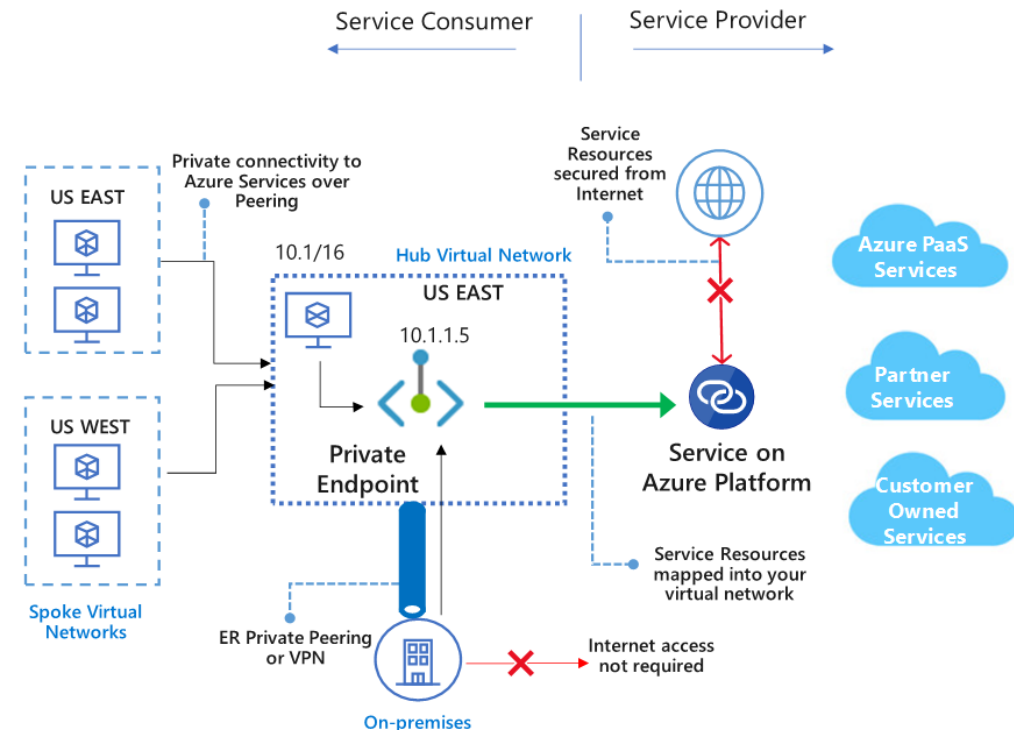 Service Consumer
Service Provider
Service
Resources
secured from
Internet
Private connectivity to
Azure Services over
Peering
US EAST
10.1/16
Hub Virtual Network
US EAST
10.1.1.5
Azure PaaS
Services
Partner
Services
US WEST
Private
Endpoint
Service on
Azure Platform
Customer
Owned
Services
Service Resources
mapped into your
virtual network
Spoke Virtual
Networks
ER Private Peering
or VPN
Internet access
not required
On-premises